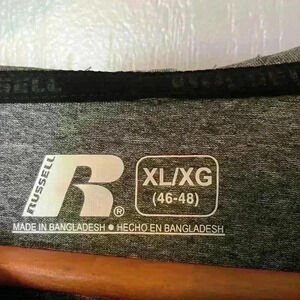 RUSSELL
R®
XL/XG
(46-48)
MADE IN BANGLADESH • HECHO EN BANGLADESH